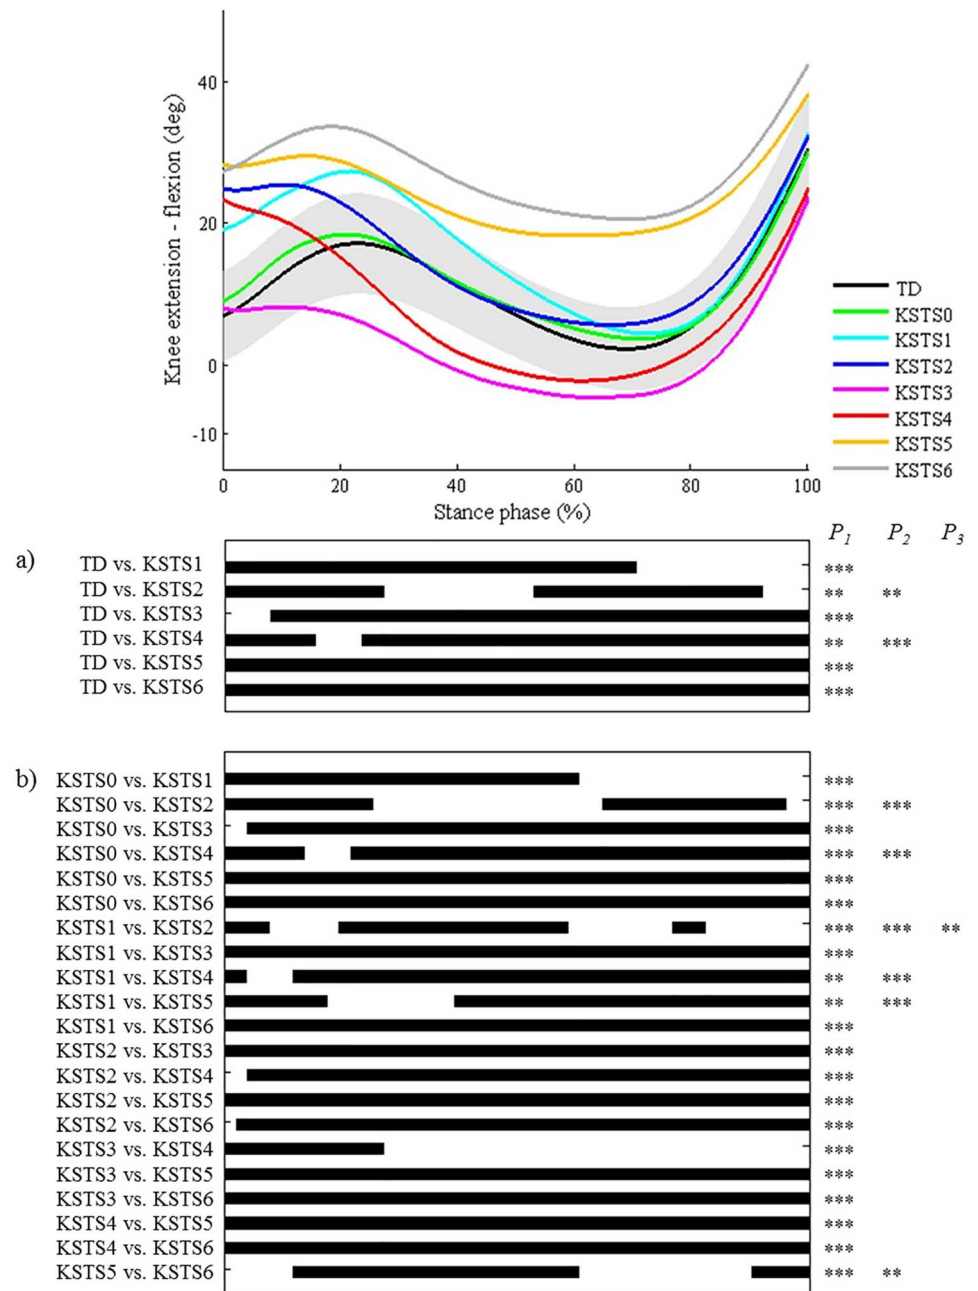 Knee extension - flexion (deg)
40
20
0
-10
0 20 40 60 80 100
Stance phase (%)
TD
KSTS0
KSTS1
KSTS2
KSTS3
KSTS4
KSTS5
KSTS6
P1 P2 P3
a)
TD vs. KSTS1 ***
TD vs. KSTS2 ** **
TD vs. KSTS3 ***
TD vs. KSTS4 ** ***
TD vs. KSTS5 ***
TD vs. KSTS6 ***
b)
KSTS0 vs. KSTS1 ***
KSTS0 vs. KSTS2 *** ***
KSTS0 vs. KSTS3 ***
KSTS0 vs. KSTS4 *** ***
KSTS0 vs. KSTS5 ***
KSTS0 vs. KSTS6 ***
KSTS1 vs. KSTS2 *** *** **
KSTS1 vs. KSTS3 ***
KSTS1 vs. KSTS4 ** ***
KSTS1 vs. KSTS5 ** ***
KSTS1 vs. KSTS6 ***
KSTS2 vs. KSTS3 ***
KSTS2 vs. KSTS4 ***
KSTS2 vs. KSTS5 ***
KSTS2 vs. KSTS6 ***
KSTS3 vs. KSTS4 ***
KSTS3 vs. KSTS5 ***
KSTS3 vs. KSTS6 ***
KSTS4 vs. KSTS5 ***
KSTS4 vs. KSTS6 ***
KSTS5 vs. KSTS6 *** **